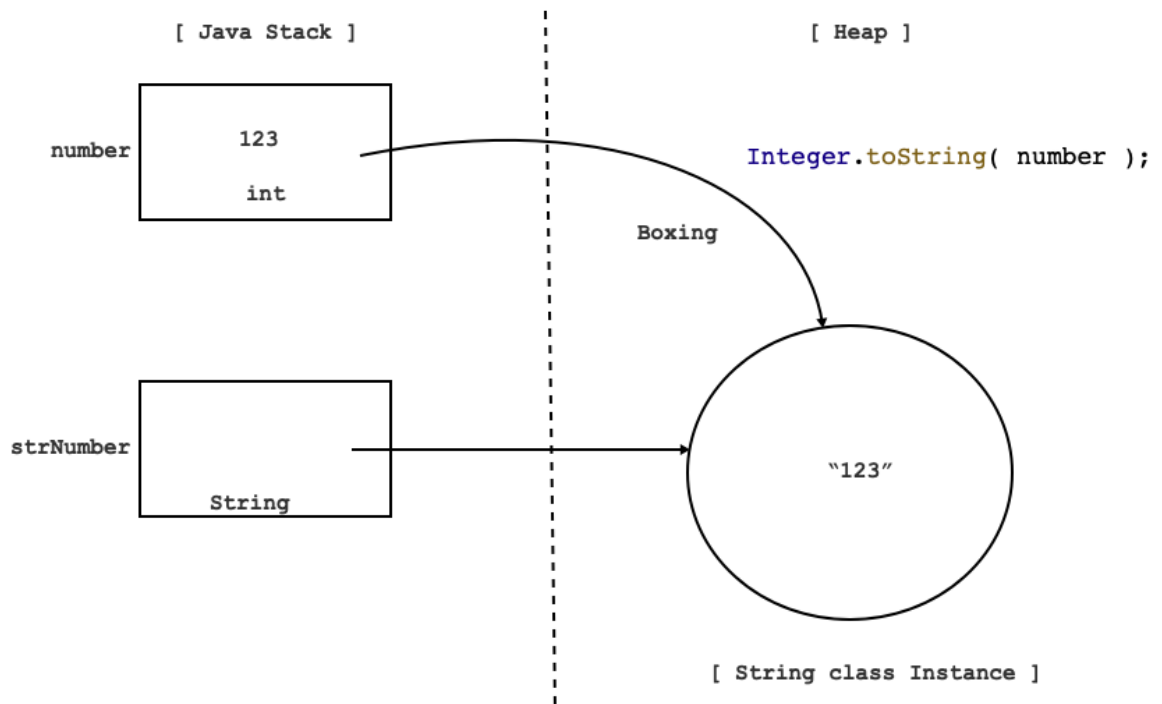 [ Java Stack ]
[ Heap ]
number
123
int
Integer.toString( number );
Boxing
strNumber
String
“123”
[ String class Instance ]